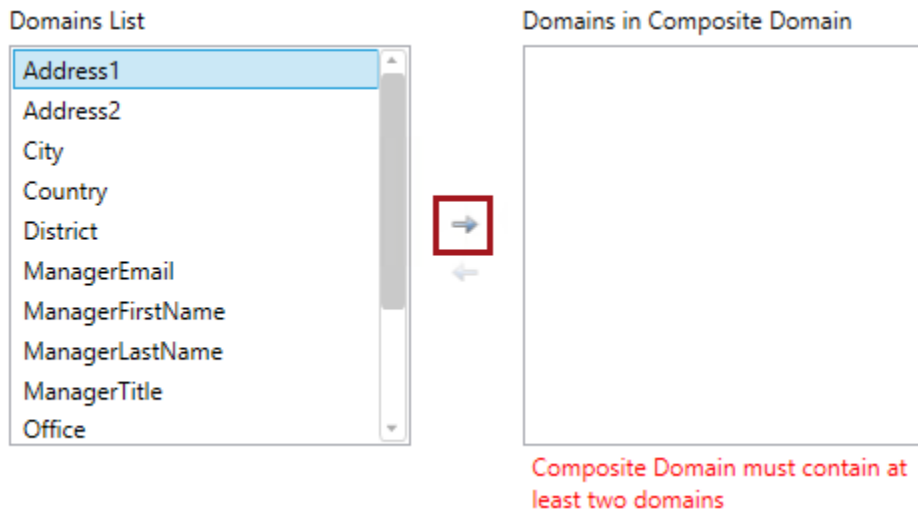 Domains List
Address1
Address2
City
Country
District
ManagerEmail
ManagerFirstName
ManagerLastName
ManagerTitle
Office
Domains in Composite Domain
Composite Domain must contain at
least two domains